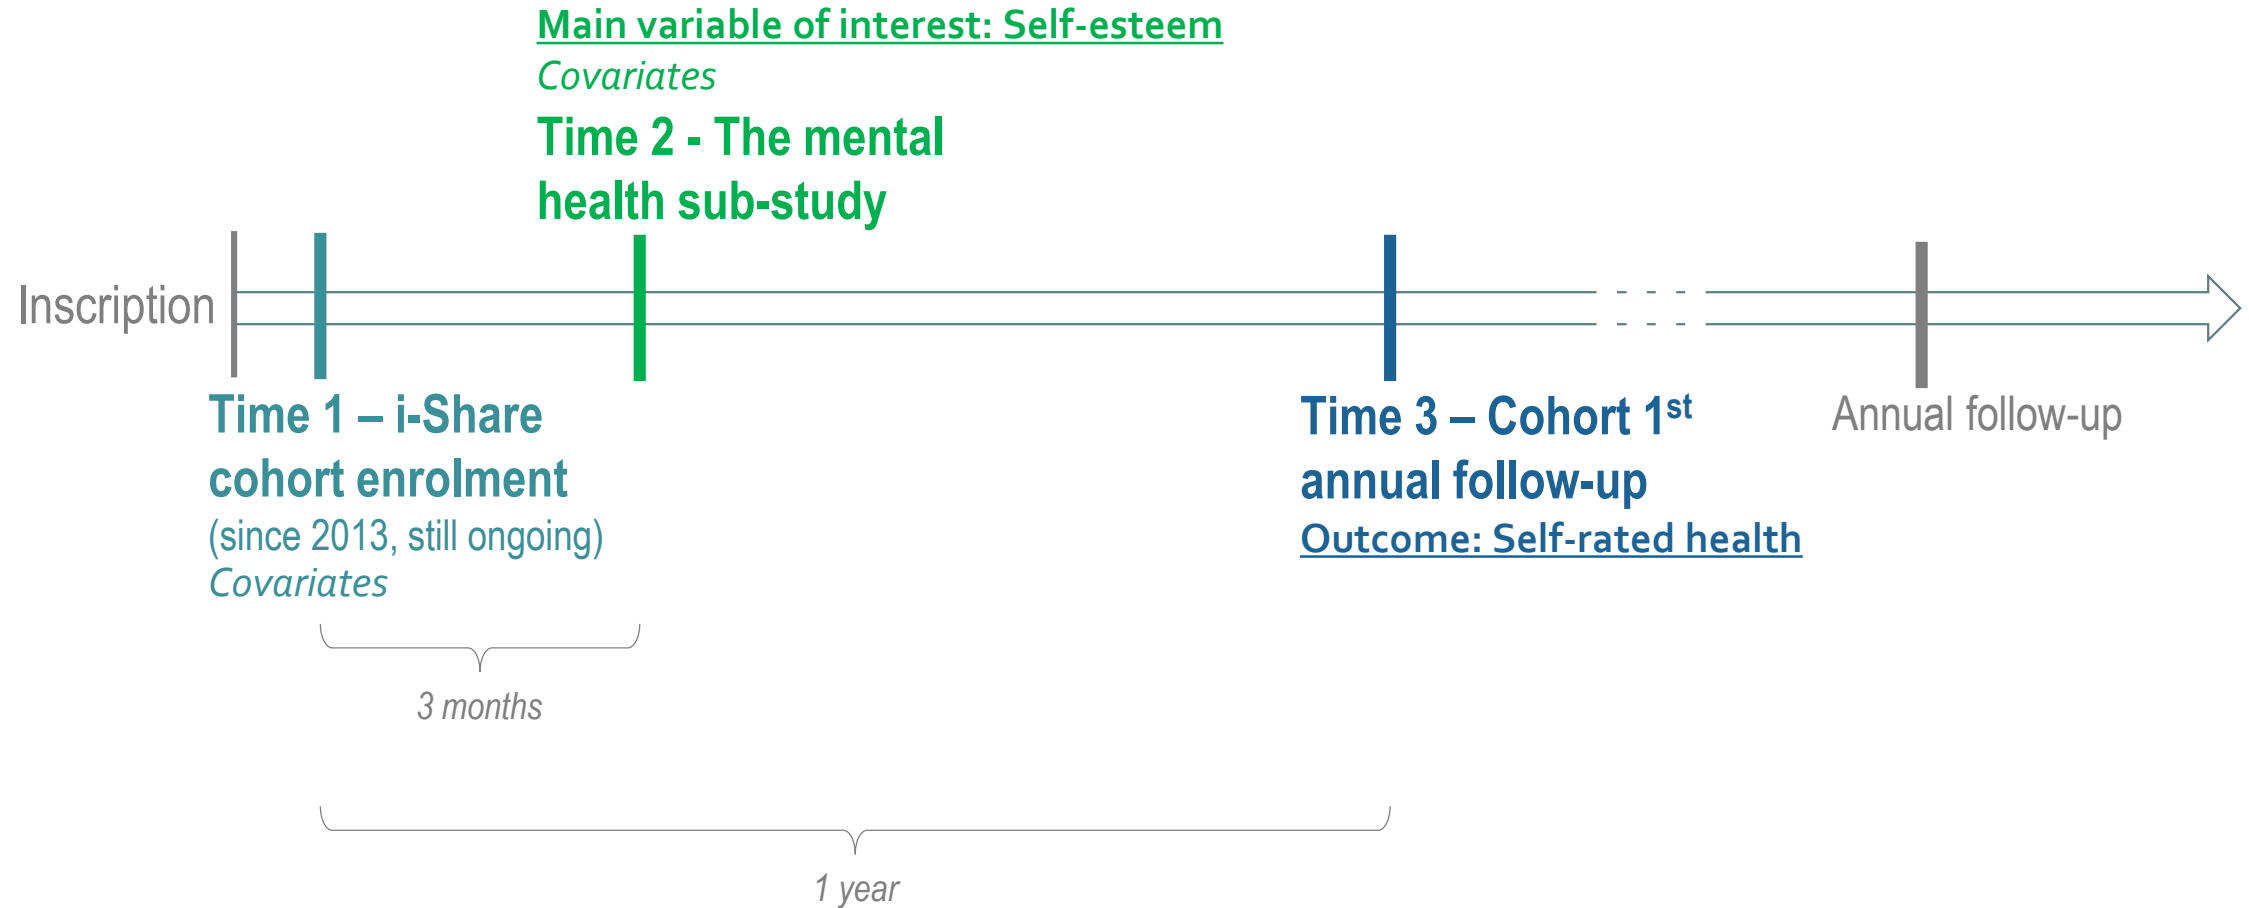 Main variable of interest: Self-esteem
Covariates
Time 2 - The mental
health sub-study
Inscription
Time 1 – i-Share
cohort enrolment
(since 2013, still ongoing)
Covariates
Time 3 – Cohort 1st
annual follow-up
Outcome: Self-rated health
Annual follow-up
3 months
1 year